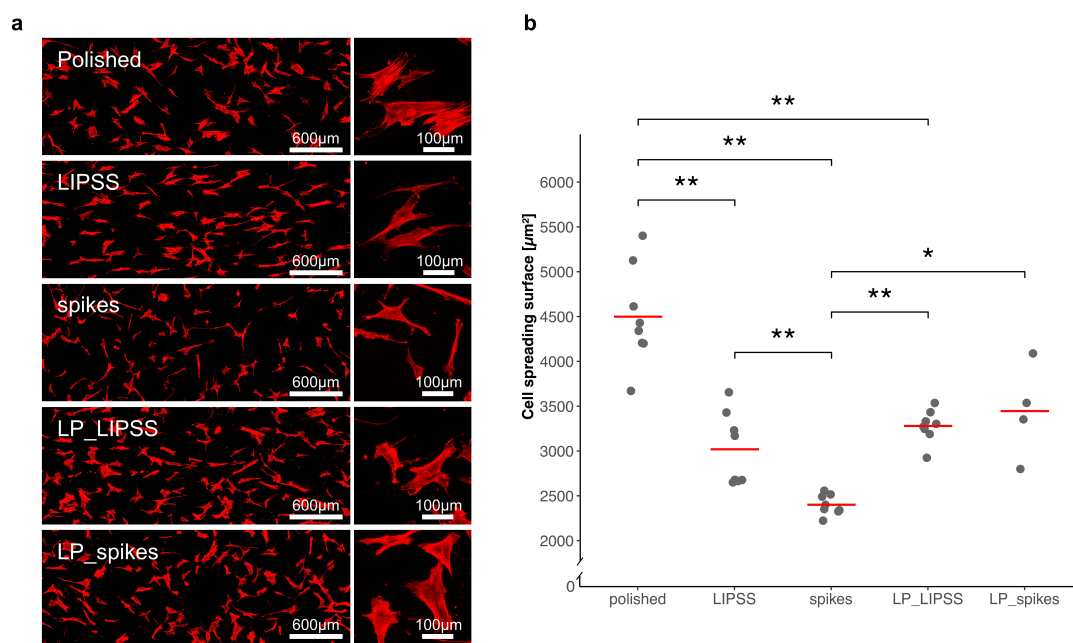 a
Polished
600µm
100µm
LIPSS
600µm
100µm
spikes
600µm
100µm
LP_LIPSS
600µm
100µm
LP_spikes
600µm
100µm
b
**
**
**
*
**
**
Cell spreading surface [µm²]
6000
5500
5000
4500
4000
3500
3000
2500
2000
0
polished
LIPSS
spikes
LP_LIPSS
LP_spikes